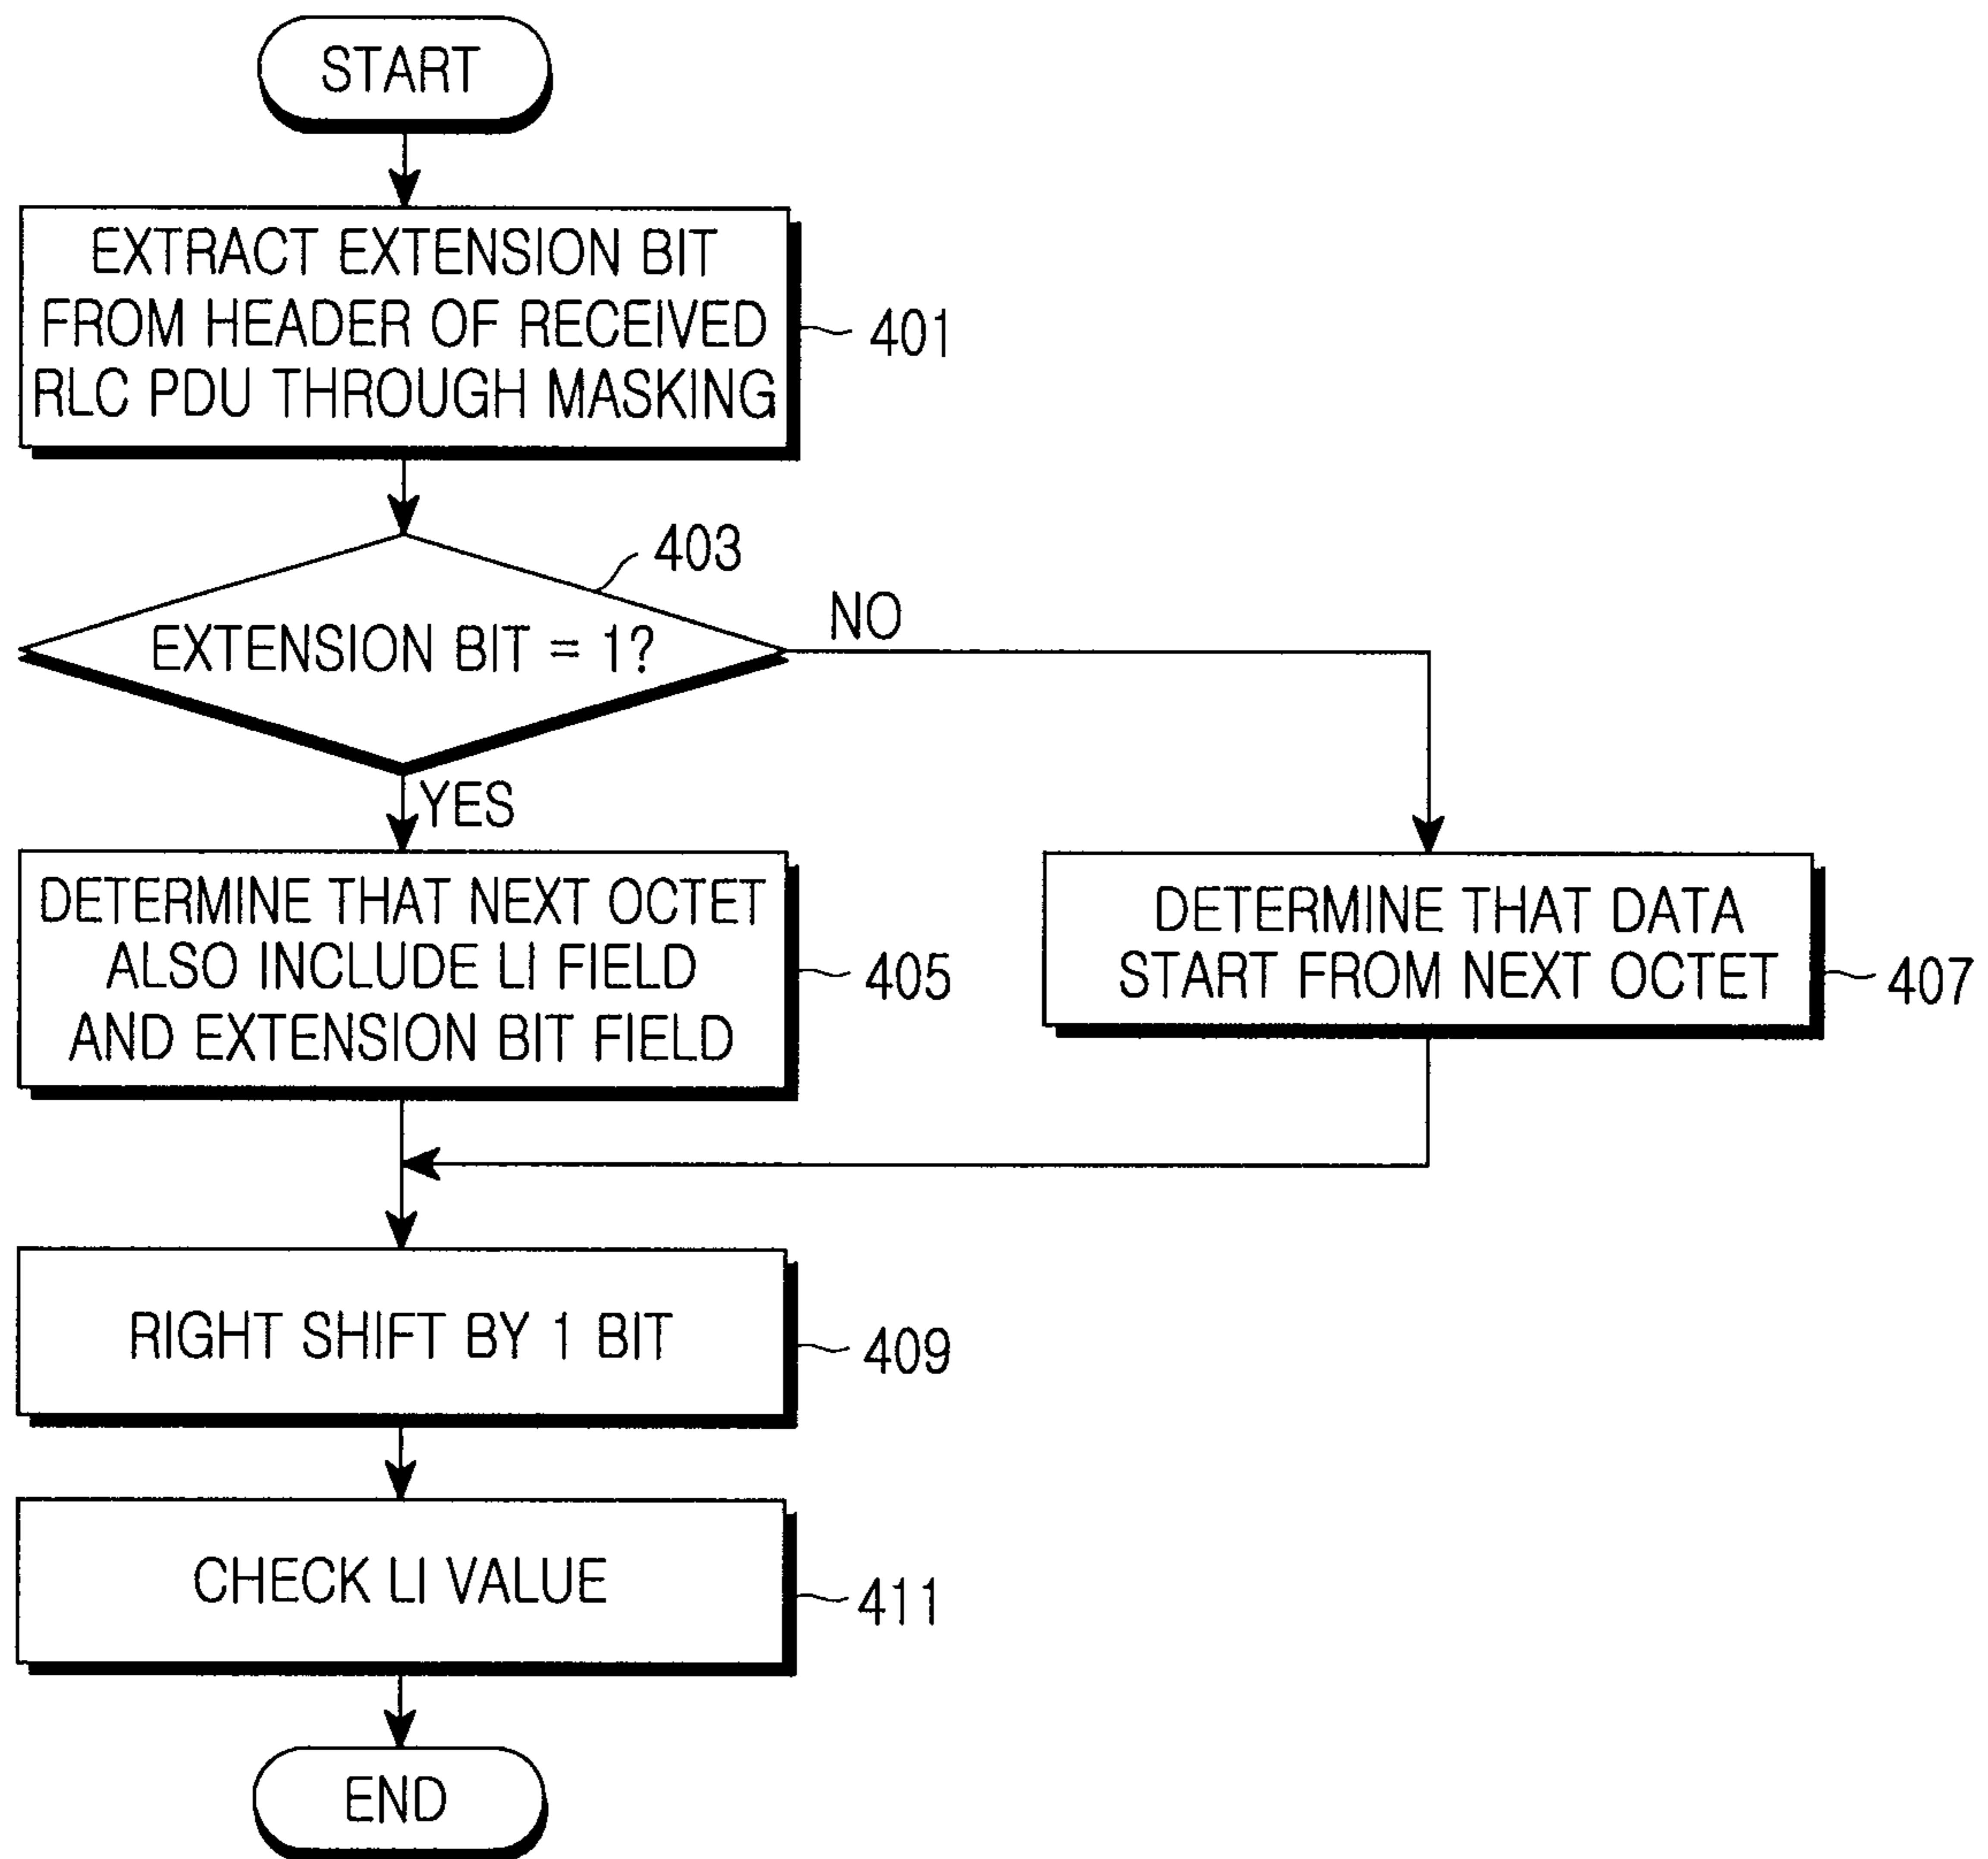 START
EXTRACT EXTENSION BIT
FROM HEADER OF RECEIVED
RLC PDU THROUGH MASKING
401
403
EXTENSION BIT = 1?
NO
YES
DETERMINE THAT NEXT OCTET
ALSO INCLUDE LI FIELD
AND EXTENSION BIT FIELD
405
DETERMINE THAT DATA
START FROM NEXT OCTET
407
RIGHT SHIFT BY 1 BIT
409
CHECK LI VALUE
411
END